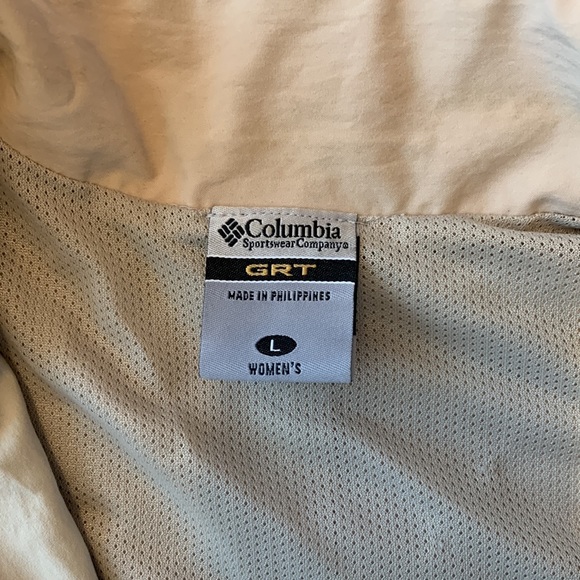 Columbia
Sportswear Company®
GRT
MADE IN PHILIPPINES
L
WOMEN'S